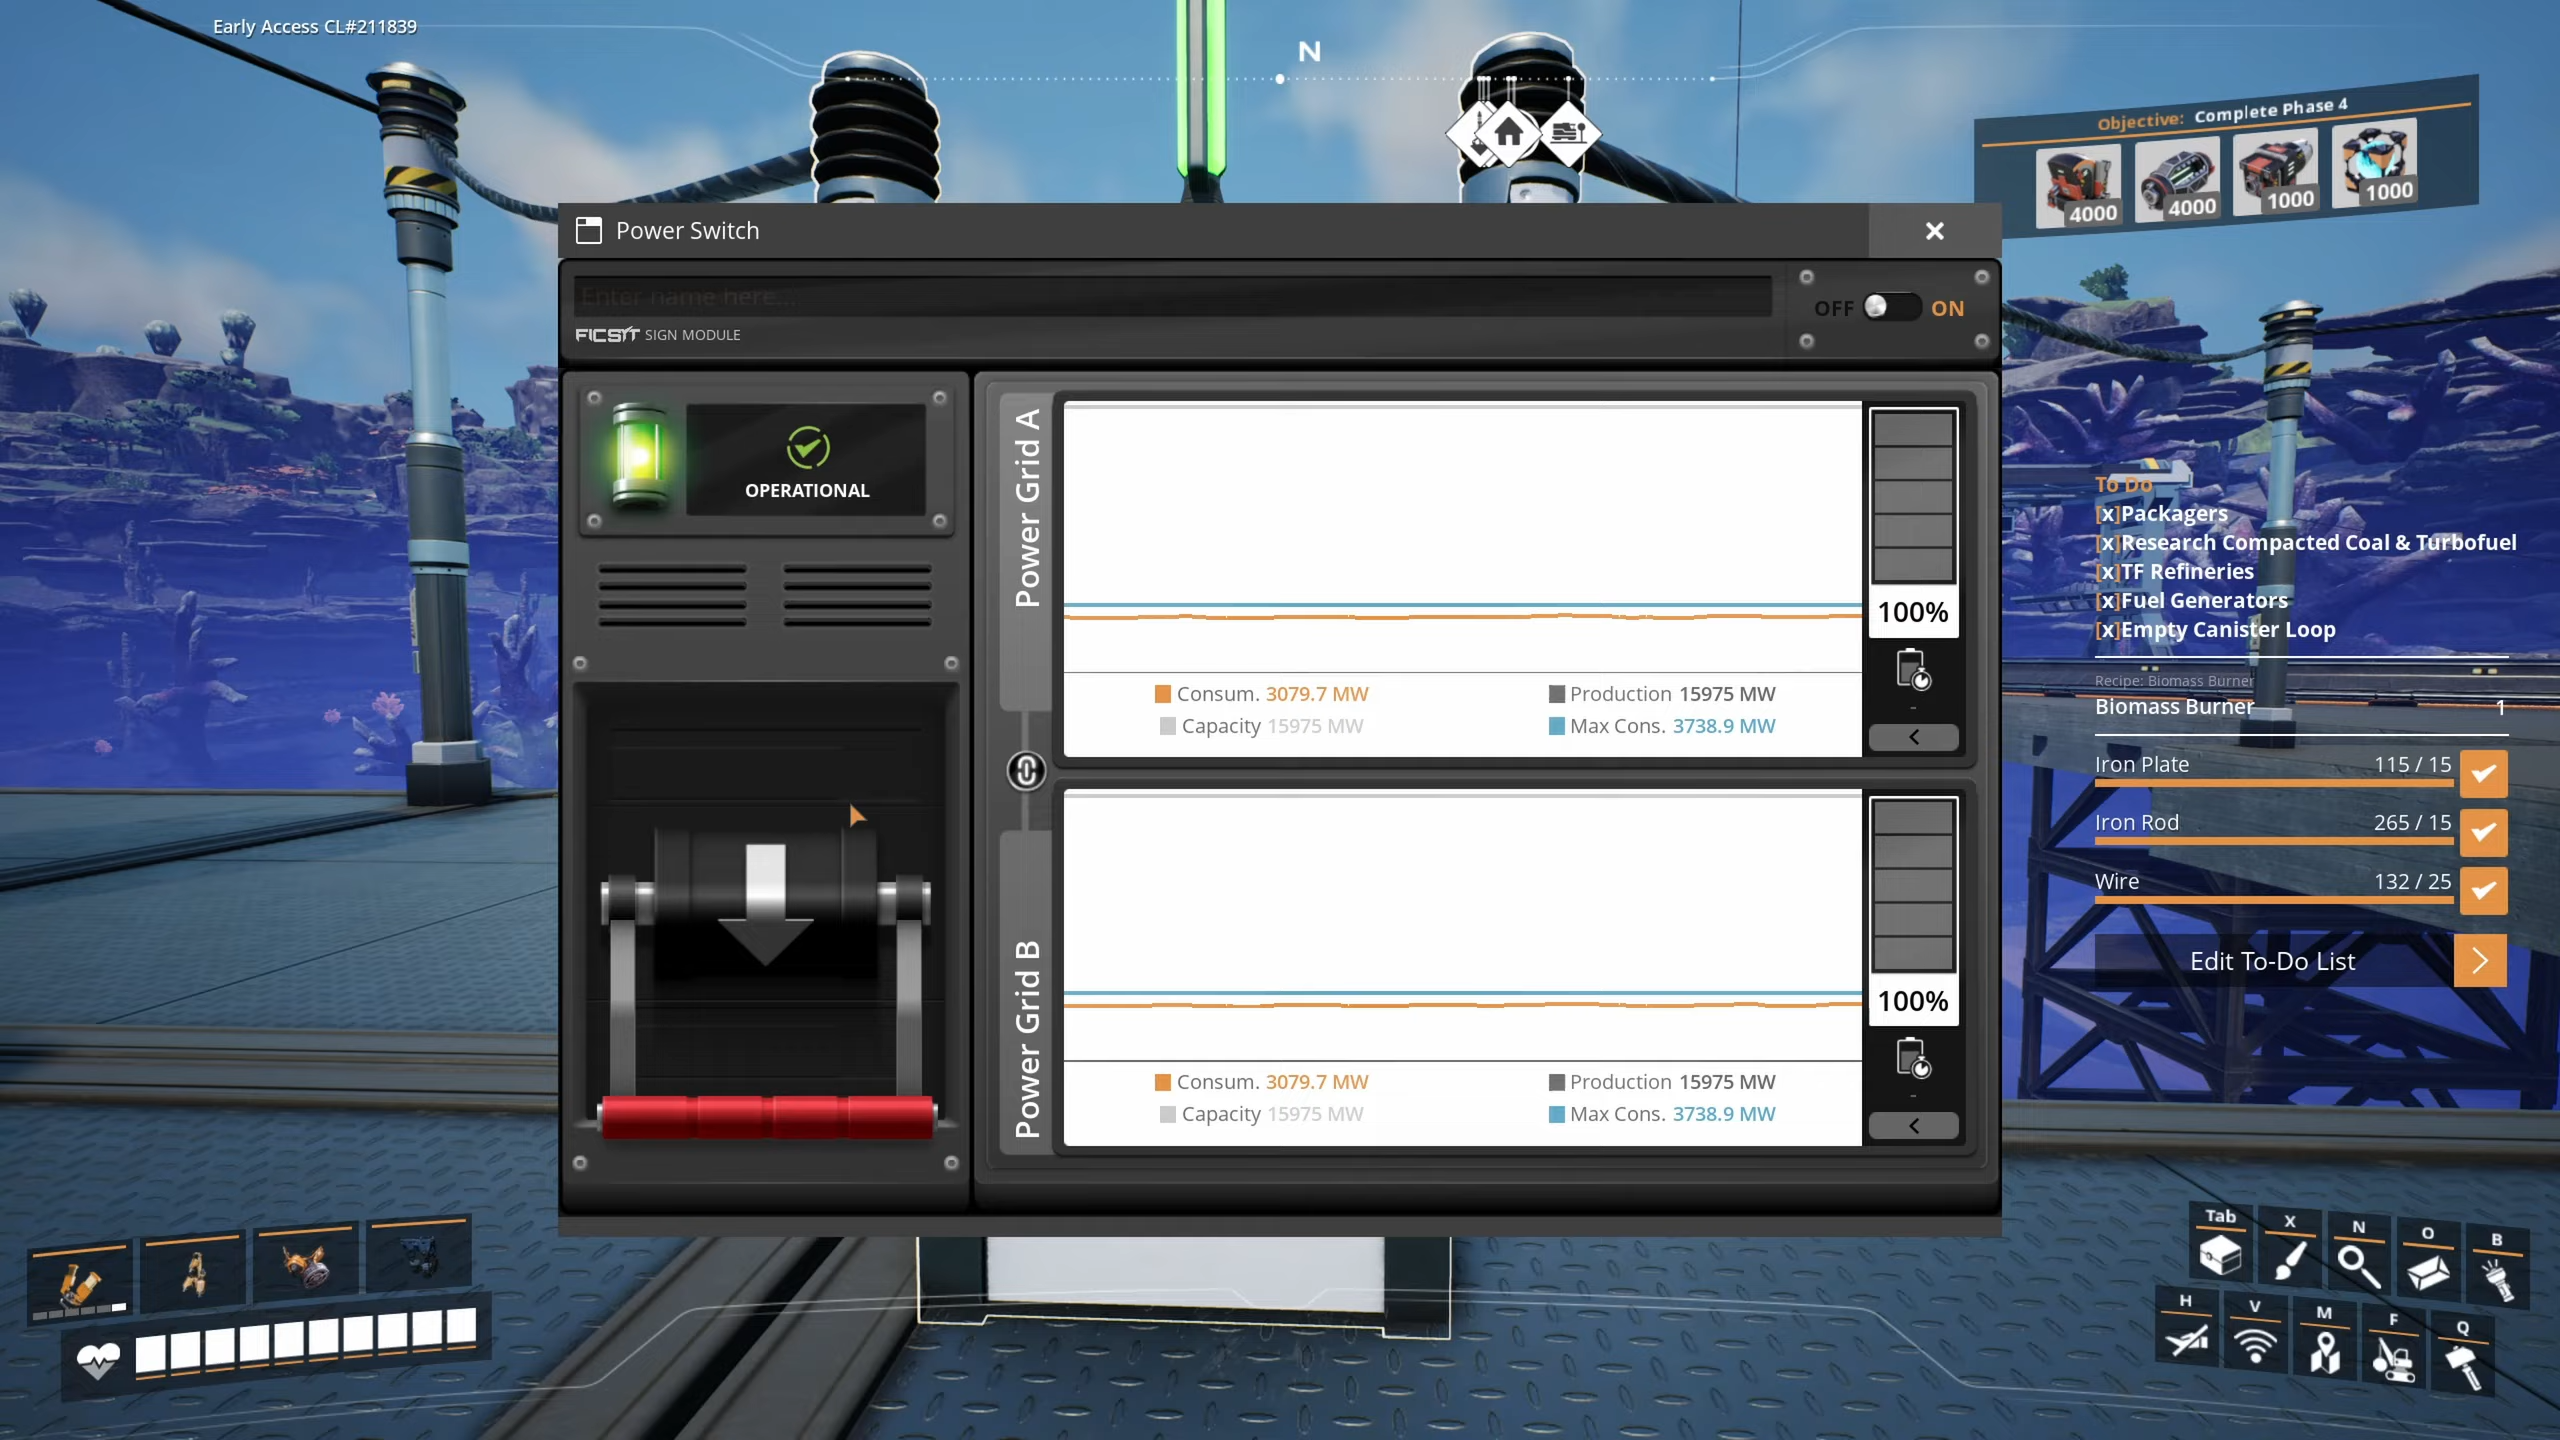 Early Access CL#211839
N
Objective: Complete Phase 4
4000
4000
1000
1000
Power Switch
Enter name here...
OFF
ON
FICSIT SIGN MODULE
OPERATIONAL
Power Grid A
100%
Consum. 3079.7 MW
Production 15975 MW
-
Capacity 15975 MW
Max Cons. 3738.9 MW
Power Grid B
100%
Consum. 3079.7 MW
Production 15975 MW
-
Capacity 15975 MW
Max Cons. 3738.9 MW
To Do
[x]Packagers
[x]Research Compacted Coal & Turbofuel
[x]TF Refineries
[x]Fuel Generators
[x]Empty Canister Loop
Recipe: Biomass Burner
Biomass Burner 1
Iron Plate 115 / 15
Iron Rod 265 / 15
Wire 132 / 25
Edit To-Do List
Tab
X
N
O
B
H
V
M
F
Q